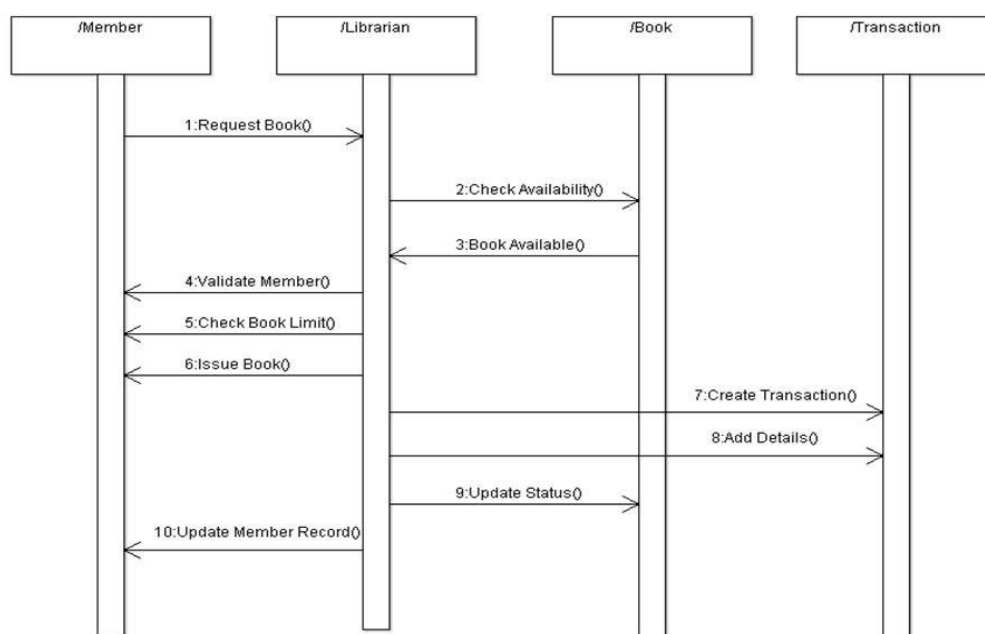 /Member
/Librarian
/Book
/Transaction
1:Request Book()
2:Check Availability()
3:Book Available()
4:Validate Member()
5:Check Book Limit()
6:Issue Book()
7:Create Transaction()
8:Add Details()
9:Update Status()
10:Update Member Record()